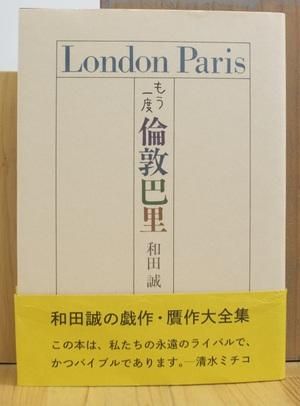 London Paris
もう
一度
倫敦巴里
和田誠
和田誠の戯作・贋作大全集
この本は、私たちの永遠のライバルで、
かつバイブルであります。―清水ミチコ